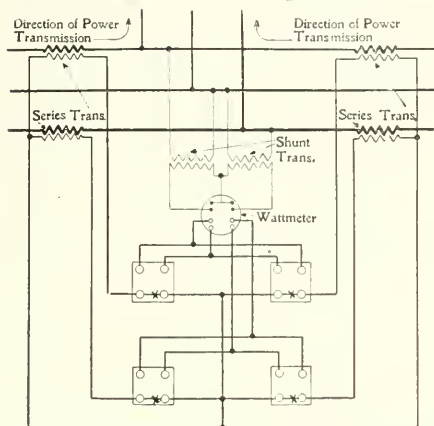 Direction of Power
Transmission
Direction of Power
Transmission
Series Trans.
Series Trans.
Shunt
Trans.
Wattmeter